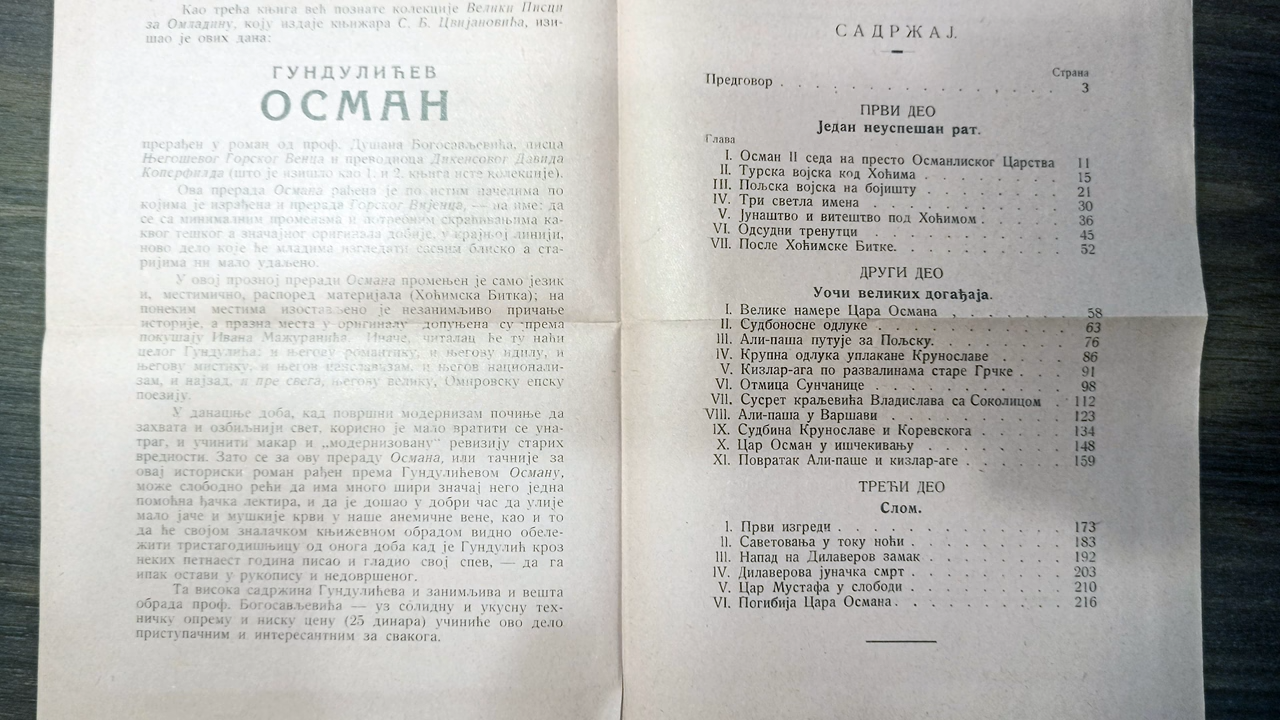 Као трећа књига већ познате колекције Велики Писци
за Омладину, коју издаје књижара С. Б. Цвијановића, изи-
шао је ових дана:
ГУНДУЛИЋЕВ
ОСМАН
прерађен у роман од проф. Душана Богосављевића, писца
Његошевог Горског Венца и преводиоца Дикенсовог Давида
Коперфилда (што је изишло као 1. и 2. књига исте колекције).
Ова прерада Османа рађена је по истим начелима по
којима је израђена и прерада Горског Вијенца, — на име: да
се са минималним променама и потребним скраћивањима ка-
квог тешког а значајног оригинала добије, у крајњој линији,
ново дело које ће младима изгледати сасвим блиско а ста-
ријима ни мало удаљено.
У овој прозној преради Османа промењен је само језик
и, местимично, распоред материјала (Хоћимска Битка); на
понеким местима изостављено је незанимљиво причање
историје, а празна места у оригиналу допуњена су према
покушају Ивана Мажуранића. Иначе, читалац ће ту наћи
целог Гундулића: и његову романтику, и његову идилу, и
његову мистику, и његов национали-
зам, и најзад, и пре свега, његову велику, Омировску епску
поезију.
У данашње доба, кад површни модернизам почиње да
захвата и озбиљнији свет, корисно је мало вратити се уна-
траг, и учинити макар и „модернизовану“ ревизију старих
вредности. Зато се за ову прераду Османа, или тачније за
овај историски роман рађен према Гундулићевом Осману,
може слободно рећи да има много шири значај него једна
помоћна ђачка лектира, и да је дошао у добри час да улије
мало јаче и мушкије крви у наше анемичне вене, као и то
да ће својом зналачком књижевном обрадом видно обеле-
жити тристагодишњицу од онога доба кад је Гундулић кроз
неких петнаест година писао и гладио свој спев, — да га
ипак остави у рукопису и недовршеног.
Та висока садржина Гундулићева и занимљива и вешта
обрада проф. Богосављевића — уз солидну и укусну тех-
ничку опрему и ниску цену (25 динара) учиниће ово дело
приступачним и интересантним за свакога.
САДРЖАЈ.
Страна
Предговор . . . . . . . . . . . . . . . 3
ПРВИ ДЕО
Један неуспешан рат.
Глава
I. Осман II седа на престо Османлиског Царства 11
II. Турска војска код Хоћима . . . . . . . . . 15
III. Пољска војска на бојишту . . . . . . . . . 21
IV. Три светла имена . . . . . . . . . . . . 30
V. Јунаштво и витештво под Хоћимом . . . . . . 36
VI. Одсудни тренутци . . . . . . . . . . . . 45
VII. После Хоћимске Битке. . . . . . . . . . . 52
ДРУГИ ДЕО
Уочи великих догађаја.
I. Велике намере Цара Османа , . . . . . . . 58
II. Судбоносне одлуке . . . . . . . . . . . . 63
III. Али-паша путује за Пољску. . . . . . . . . 76
IV. Крупна одлука уплакане Крунославе . . . . . 86
V. Кизлар-ага по развалинама старе Грчке . . . . 91
VI. Отмица Сунчанице . . . . . . . . . . . . 98
VII. Сусрет краљевића Владислава са Соколицом . 112
VIII. Али-паша у Варшави . . . . . . . . . . . 123
IX. Судбина Крунославе и Коревскога . . . . . . 134
X. Цар Осман у ишчекивању . . . . . . . . . 148
XI. Повратак Али-паше и кизлар-аге . . . . . . 159
ТРЕЋИ ДЕО
Слом.
I. Први изгреди . . . . . . . . . . . . . . 173
II. Саветовања у току ноћи . . . . . . . . . . 183
III. Напад на Дилаверов замак . . . . . . . . . 192
IV. Дилаверова јуначка смрт . . . . . . . . . . 203
V. Цар Мустафа у слободи . . . . . . . . . . 210
VI. Погибија Цара Османа . . . . . . . . . . . 216